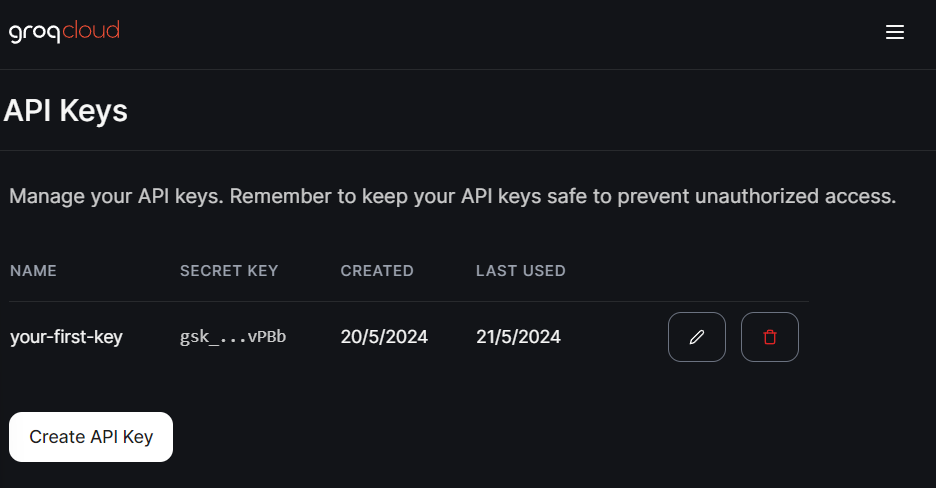 groqcloud
API Keys
Manage your API keys. Remember to keep your API keys safe to prevent unauthorized access.
NAME SECRET KEY CREATED LAST USED
your-first-key gsk_...vPBb 20/5/2024 21/5/2024
Create API Key